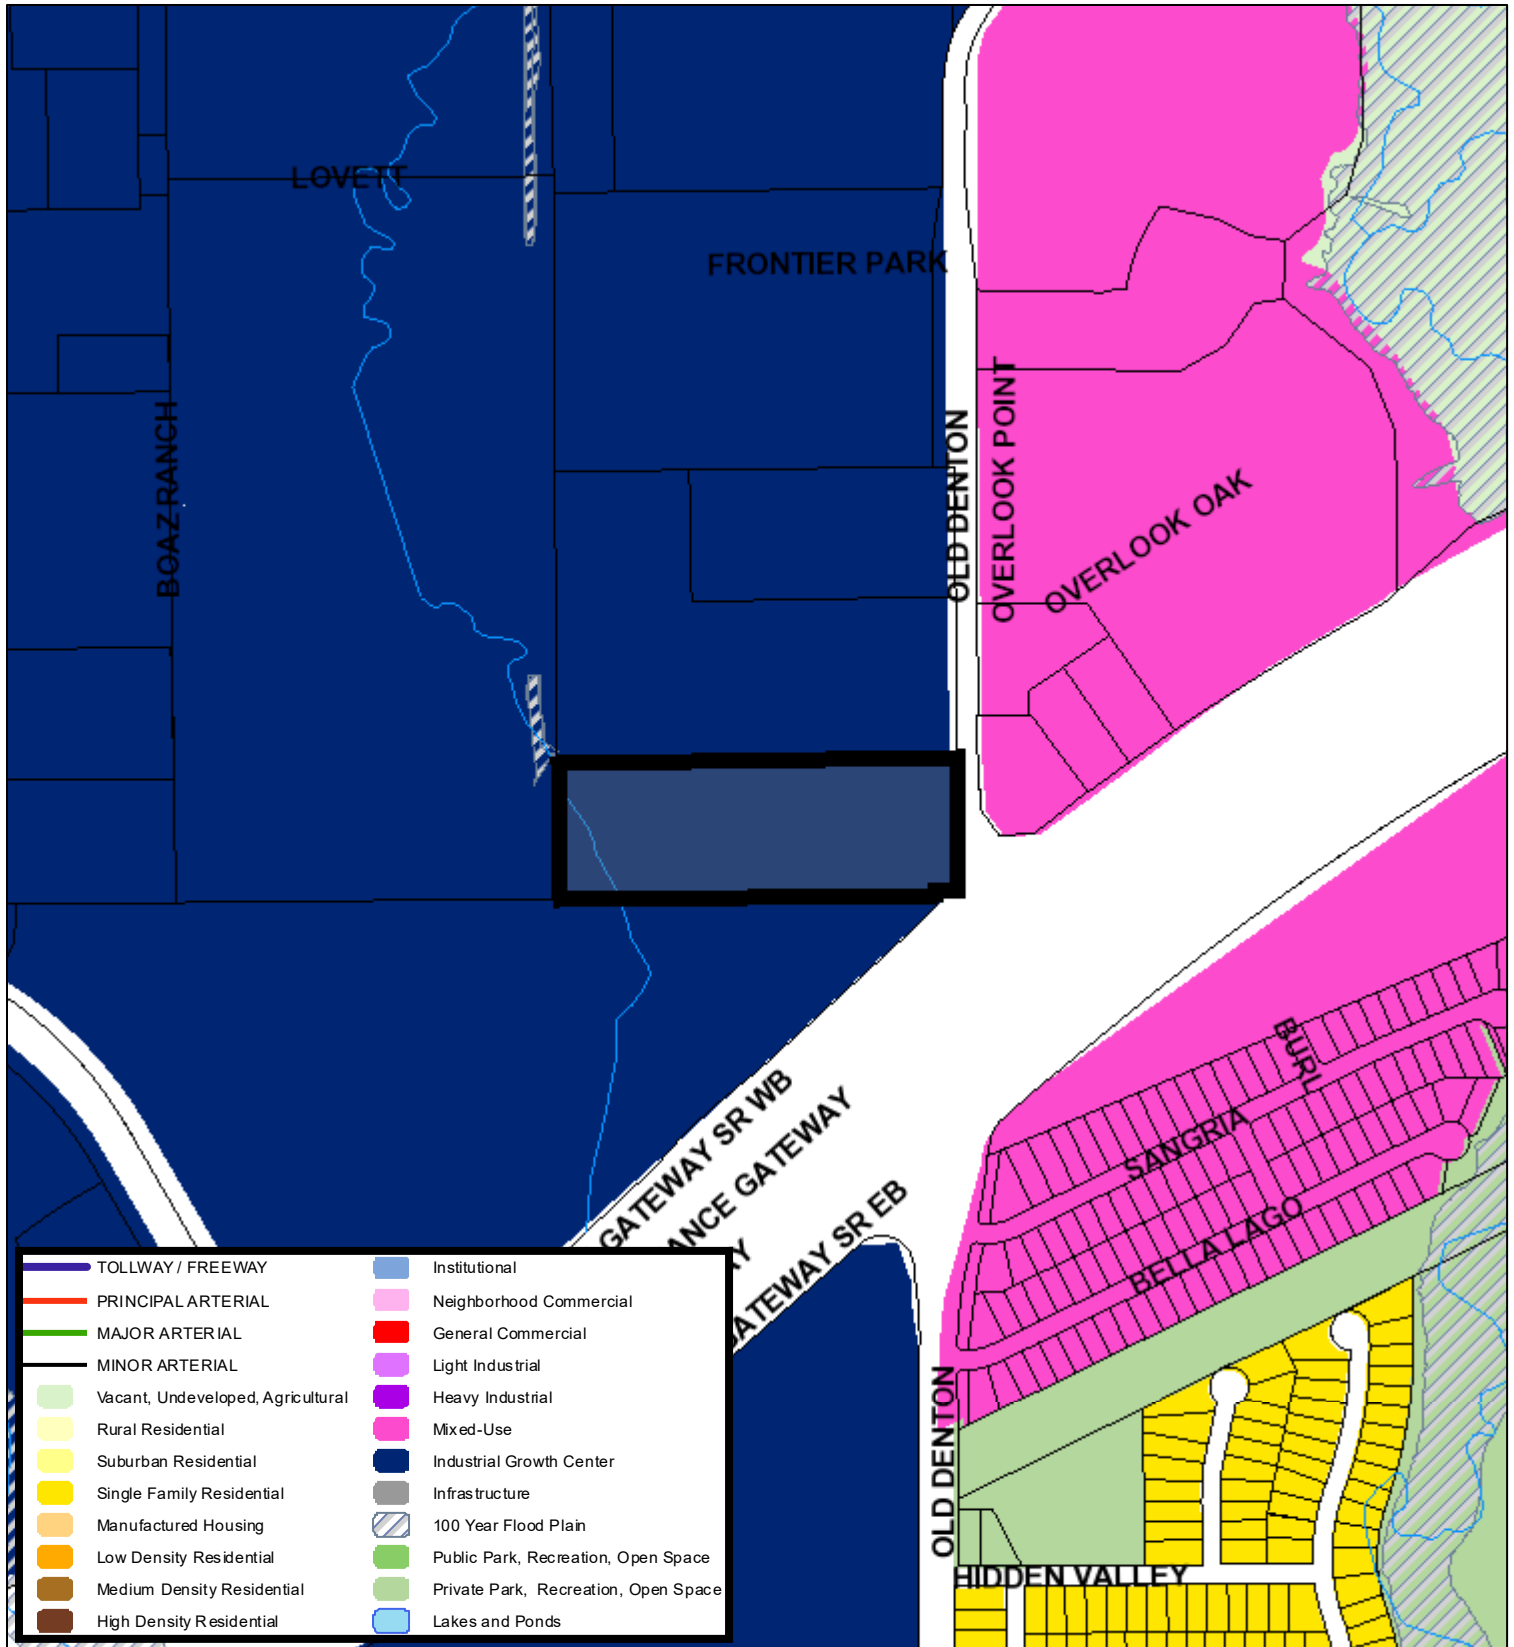 LOVETT
FRONTIER PARK
BOAZ RANCH
OLD DENTON
OVERLOOK POINT
OVERLOOK OAK
BURL
SANGRIA
BELLA LAGO
GATEWAY SR WB
ANCE GATEWAY
Y
GATEWAY SR EB
OLD DENTON
HIDDEN VALLEY
TOLLWAY / FREEWAY
PRINCIPAL ARTERIAL
MAJOR ARTERIAL
MINOR ARTERIAL
Vacant, Undeveloped, Agricultural
Rural Residential
Suburban Residential
Single Family Residential
Manufactured Housing
Low Density Residential
Medium Density Residential
High Density Residential
Institutional
Neighborhood Commercial
General Commercial
Light Industrial
Heavy Industrial
Mixed-Use
Industrial Growth Center
Infrastructure
100 Year Flood Plain
Public Park, Recreation, Open Space
Private Park, Recreation, Open Space
Lakes and Ponds